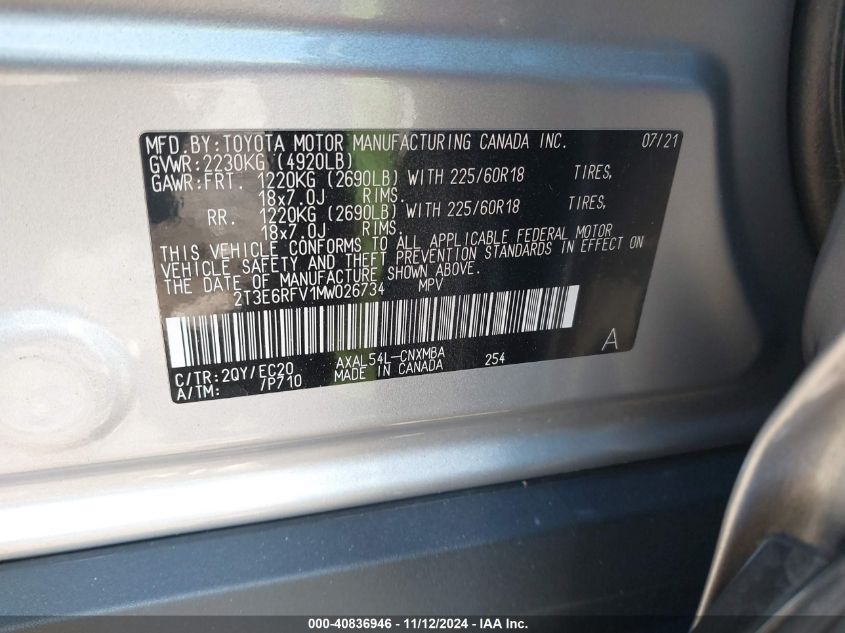 MFD.BY:TOYOTA MOTOR MANUFACTURING CANADA INC. 07/21
GVWR:2230KG (4920LB)
GAWR:FRT. 1220KG (2690LB) WITH 225/60R18 TIRES,
18x7.0J RIMS.
RR. 1220KG (2690LB) WITH 225/60R18 TIRES,
18x7.0J RIMS.
THIS VEHICLE CONFORMS TO ALL APPLICABLE FEDERAL MOTOR
VEHICLE SAFETY AND THEFT PREVENTION STANDARDS IN EFFECT ON
THE DATE OF MANUFACTURE SHOWN ABOVE.
2T3E6RFV1MW026734 MPV
A
C/TR:2QY/EC20 AXAL54L-CNXMBA 254
A/TM: /P710 MADE IN CANADA
000-40836946 - 11/12/2024 - IAA Inc.